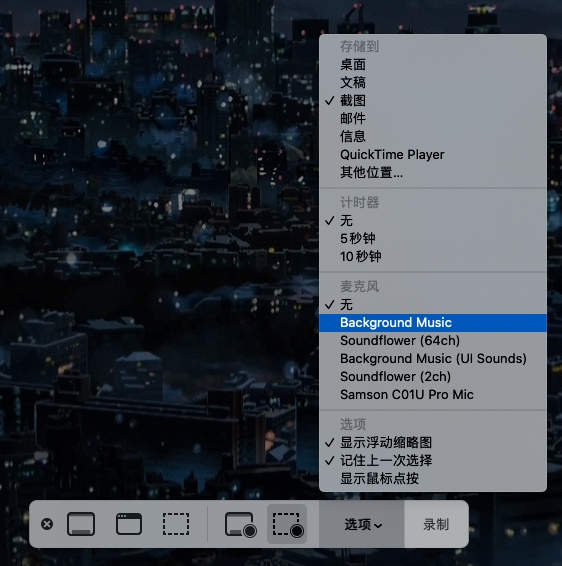 存储到
桌面
✓ 截图
文稿
邮件
信息
QuickTime Player
其他位置...
计时器
✓ 无
5秒钟
10秒钟
麦克风
✓ 无
Background Music
Soundflower (64ch)
Background Music (UI Sounds)
Soundflower (2ch)
Samson C01U Pro Mic
选项
✓ 显示浮动缩略图
✓ 记住上一次选择
显示鼠标点按
选项
录制